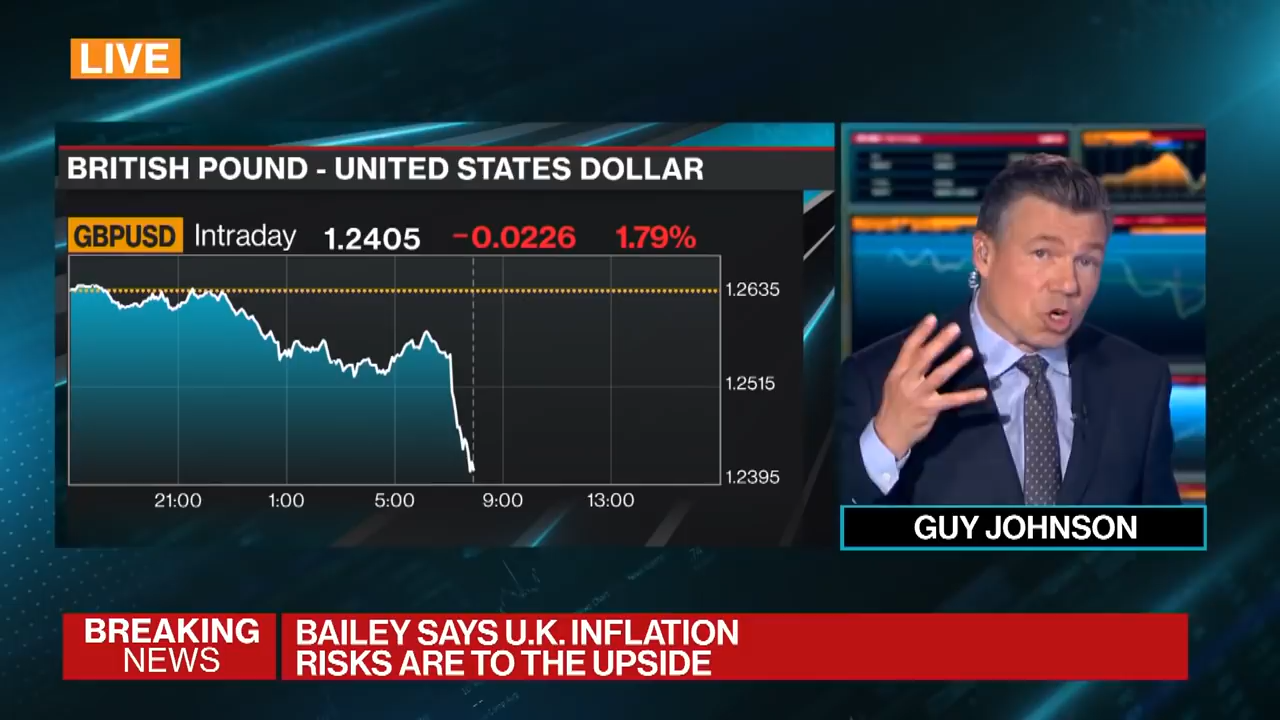 LIVE
BRITISH POUND - UNITED STATES DOLLAR
GBPUSD Intraday 1.2405 -0.0226 1.79%
1.2635
1.2515
1.2395
21:00 1:00 5:00 9:00 13:00
GUY JOHNSON
BREAKING
NEWS
BAILEY SAYS U.K. INFLATION
RISKS ARE TO THE UPSIDE